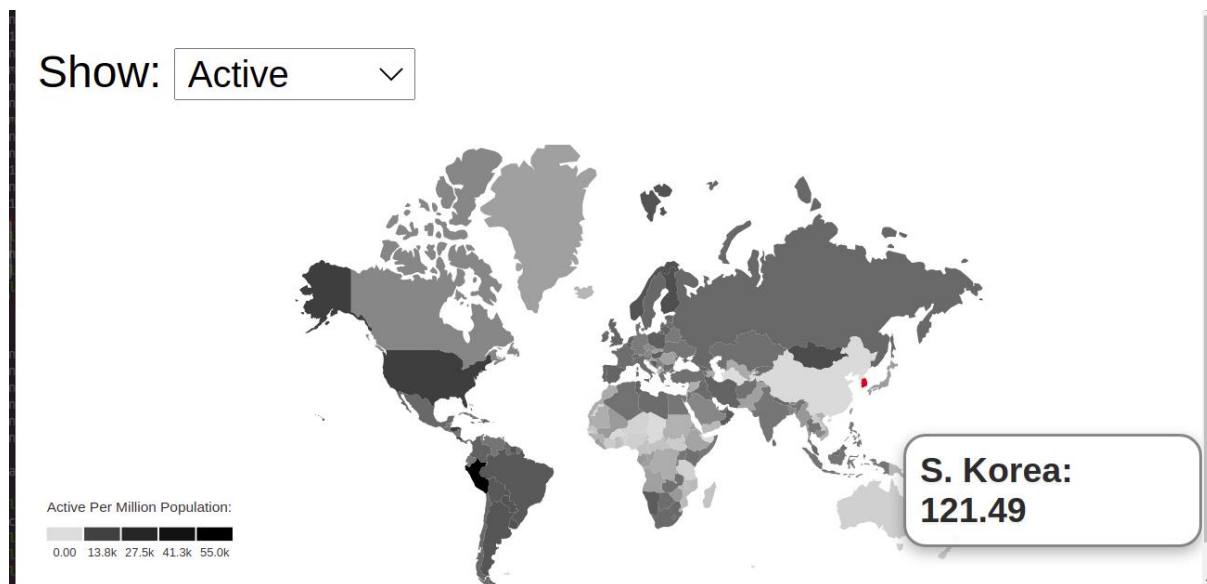 Show: Active
S. Korea:
121.49
Active Per Million Population:
0.00 13.8k 27.5k 41.3k 55.0k